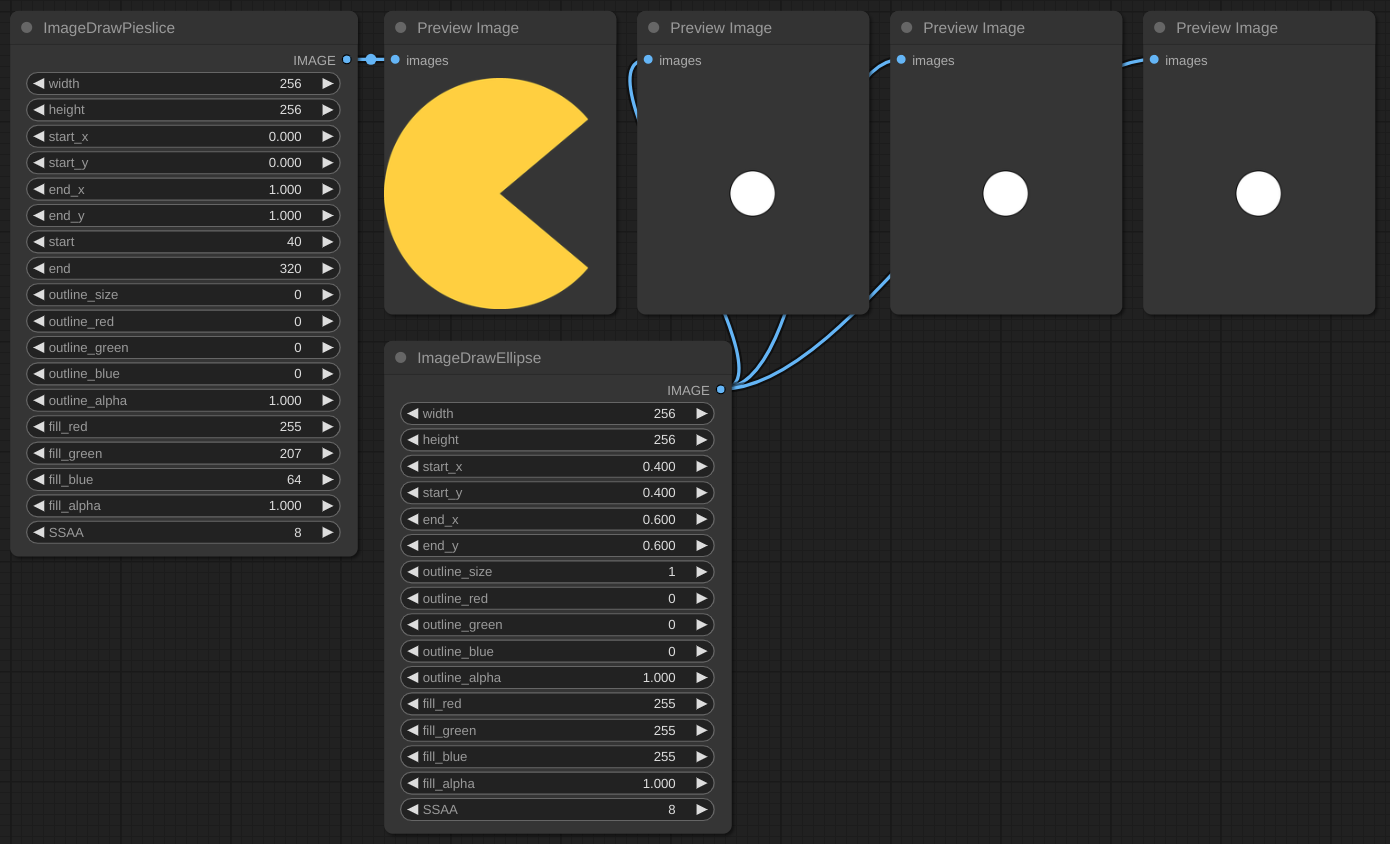 ImageDrawPieslice
IMAGE
width 256
height 256
start_x 0.000
start_y 0.000
end_x 1.000
end_y 1.000
start 40
end 320
outline_size 0
outline_red 0
outline_green 0
outline_blue 0
outline_alpha 1.000
fill_red 255
fill_green 207
fill_blue 64
fill_alpha 1.000
SSAA 8
Preview Image
images
Preview Image
images
Preview Image
images
Preview Image
images
ImageDrawEllipse
IMAGE
width 256
height 256
start_x 0.400
start_y 0.400
end_x 0.600
end_y 0.600
outline_size 1
outline_red 0
outline_green 0
outline_blue 0
outline_alpha 1.000
fill_red 255
fill_green 255
fill_blue 255
fill_alpha 1.000
SSAA 8